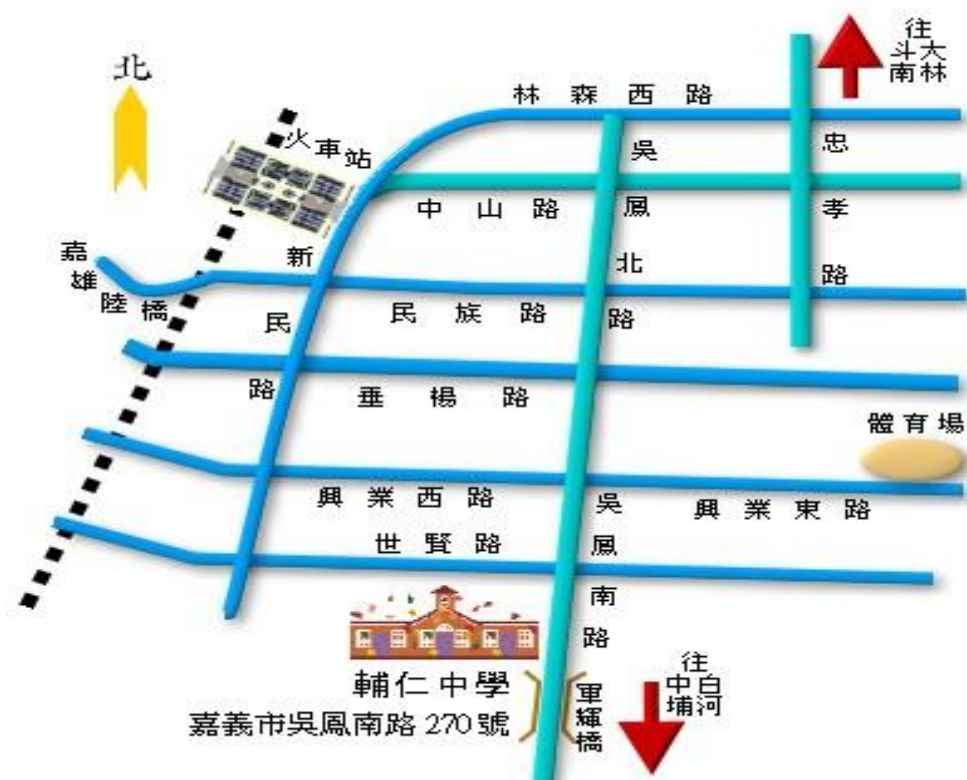 往
斗大
南林
北
林森西路
火車站
吳鳳北路
忠孝路
中山路
嘉雄陸橋
新民路
民族路
垂楊路
體育場
興業西路
吳鳳南路
興業東路
世賢路
輔仁中學
嘉義市吳鳳南路270號
軍輝橋
往
中白
埔河